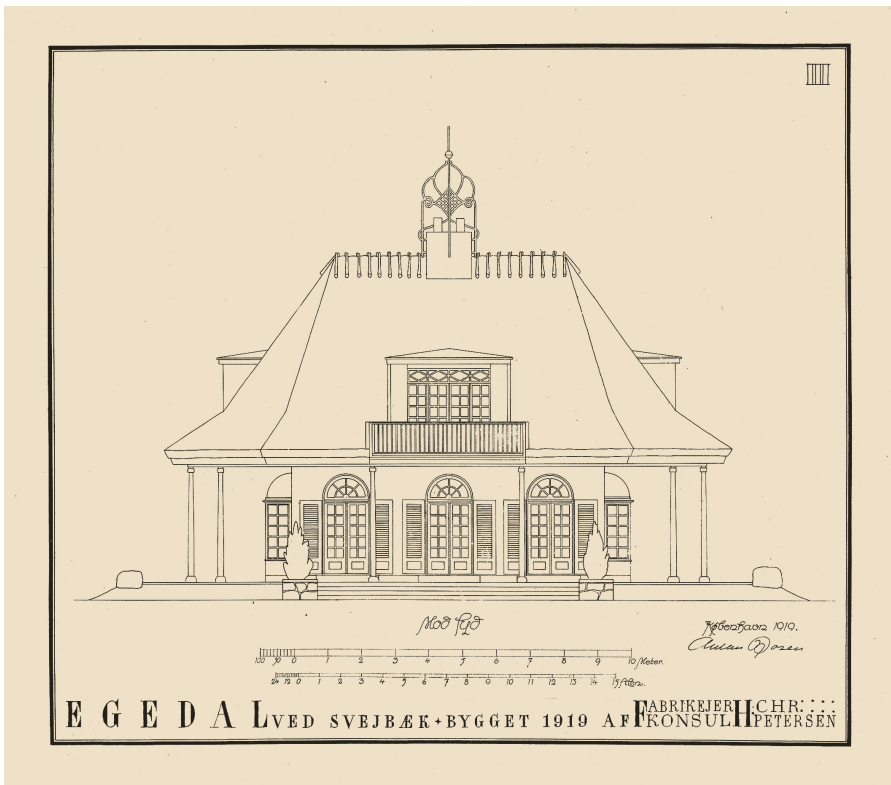 IIIII
Mod Syd
København 1919.
Anton Rosen
100 50 0 1 2 3 4 5 6 7 8 9 10 Meter.
24 12 0 1 2 3 4 5 6 7 8 9 10 11 12 13 14 15 Alen.
EGEDAL VED SVEJBÆK + BYGGET 1919 AF FABRIKEJER H: CHR: : : :
KONSUL PETERSEN